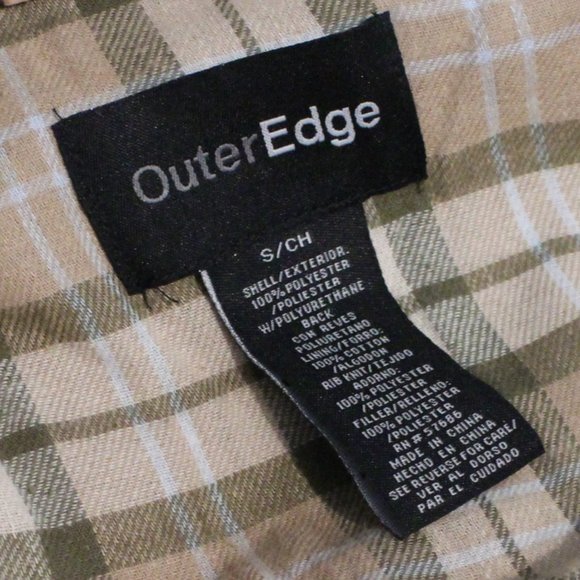 OuterEdge
S/CH
SHELL/EXTERIOR:
100% POLYESTER
/POLIESTER
W/POLYURETHANE
BACK
CON REVES
POLIURETANO
LINING/FORRO:
100% COTTON
/ALGODON
RIB KNIT/TEJIDO
ADORNO:
100% POLYESTER
/POLIESTER
FILLER/RELLENO:
100% POLYESTER
/POLIESTER
RN# 57686
MADE IN CHINA
HECHO EN CHINA
SEE REVERSE FOR CARE/
VER AL DORSO
PAR EL CUIDADO